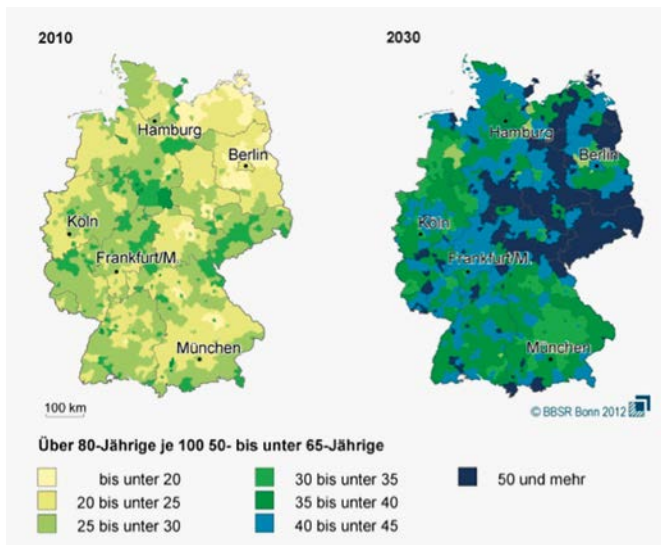 2010
Hamburg
Berlin
Köln
Frankfurt/M.
München
100 km
2030
Hamburg
Berlin
Köln
Frankfurt/M.
München
© BBSR Bonn 2012
Über 80-Jährige je 100 50- bis unter 65-Jährige
bis unter 20
20 bis unter 25
25 bis unter 30
30 bis unter 35
35 bis unter 40
40 bis unter 45
50 und mehr